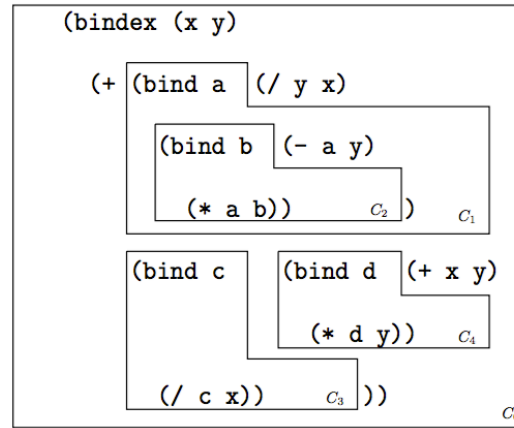 (bindex (x y)
(+ (bind a (/ y x)
(bind b (- a y)
(* a b)) C2 ) C1
(bind c (bind d (+ x y)
(* d y)) C4
(/ c x)) C3 ))